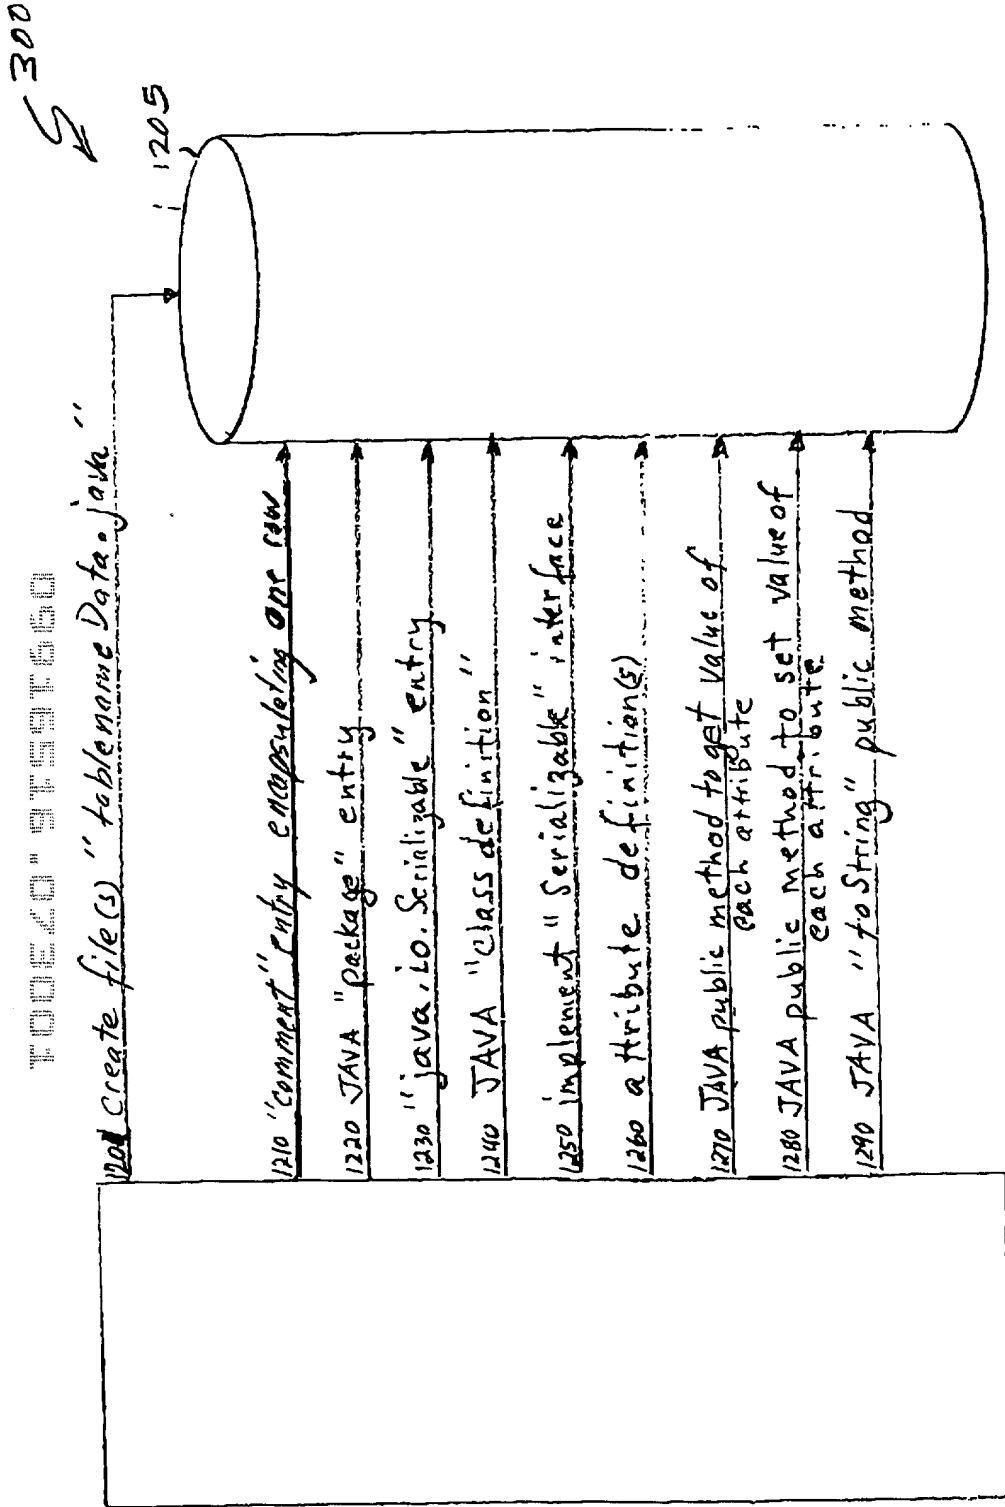 300
1205
Create file(s) "tablenameData.java"
1210 "comment" entry encapsulating one row
1220 JAVA "package" entry
1230 "java.io.Serializable" entry
1240 JAVA "class definition"
1250 implement "Serializable" interface
1260 attribute definition(s)
1270 JAVA public method to get value of
each attribute
1280 JAVA public method to set value of
each attribute
1290 JAVA "toString" public method